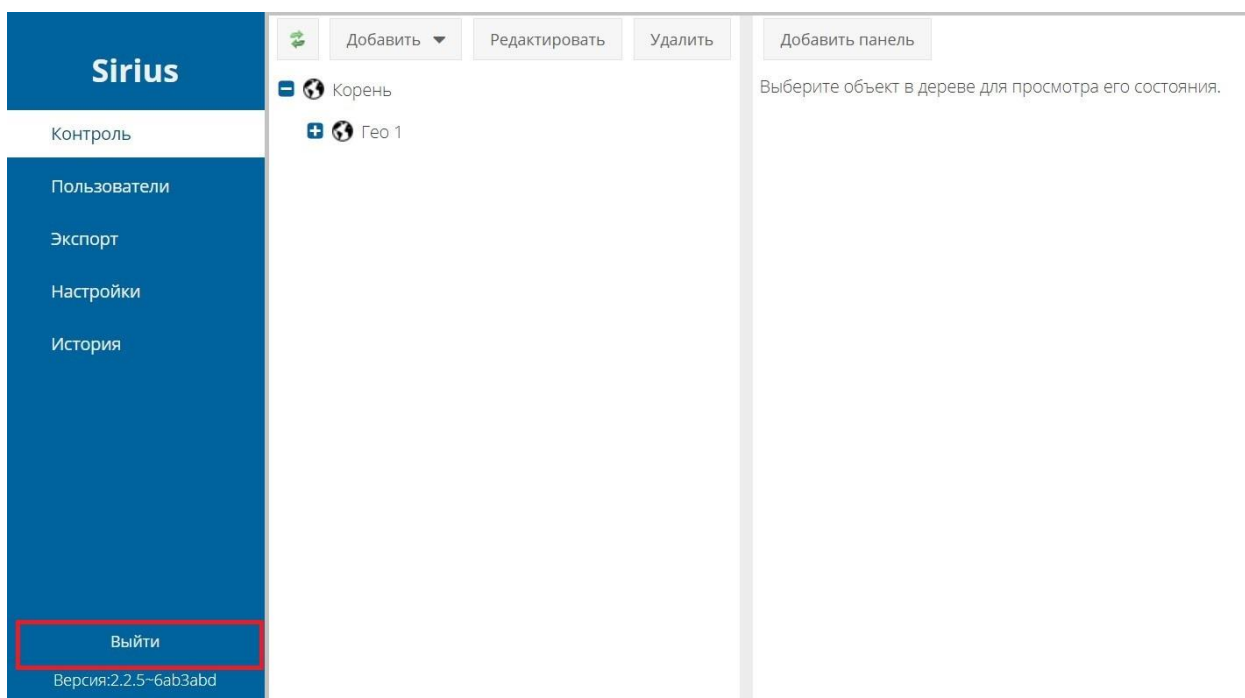 Sirius
Контроль
Пользователи
Экспорт
Настройки
История
Выйти
Версия:2.2.5~6ab3abd
Добавить
Редактировать
Удалить
Корень
Гео 1
Добавить панель
Выберите объект в дереве для просмотра его состояния.